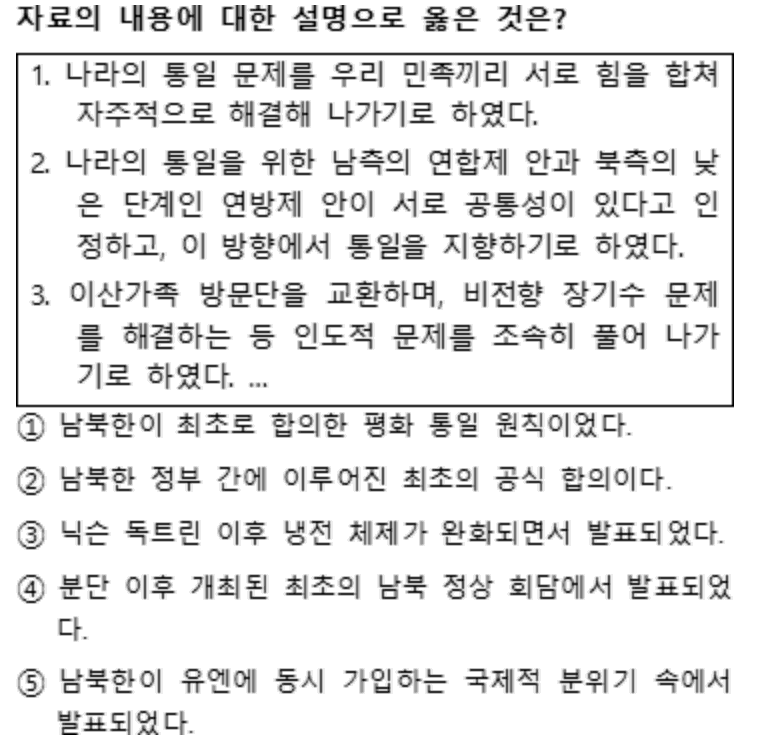 자료의 내용에 대한 설명으로 옳은 것은?
1. 나라의 통일 문제를 우리 민족끼리 서로 힘을 합쳐
자주적으로 해결해 나가기로 하였다.
2. 나라의 통일을 위한 남측의 연합제 안과 북측의 낮
은 단계인 연방제 안이 서로 공통성이 있다고 인
정하고, 이 방향에서 통일을 지향하기로 하였다.
3. 이산가족 방문단을 교환하며, 비전향 장기수 문제
를 해결하는 등 인도적 문제를 조속히 풀어 나가
기로 하였다. ...
① 남북한이 최초로 합의한 평화 통일 원칙이었다.
② 남북한 정부 간에 이루어진 최초의 공식 합의이다.
③ 닉슨 독트린 이후 냉전 체제가 완화되면서 발표되었다.
④ 분단 이후 개최된 최초의 남북 정상 회담에서 발표되었
다.
⑤ 남북한이 유엔에 동시 가입하는 국제적 분위기 속에서
발표되었다.